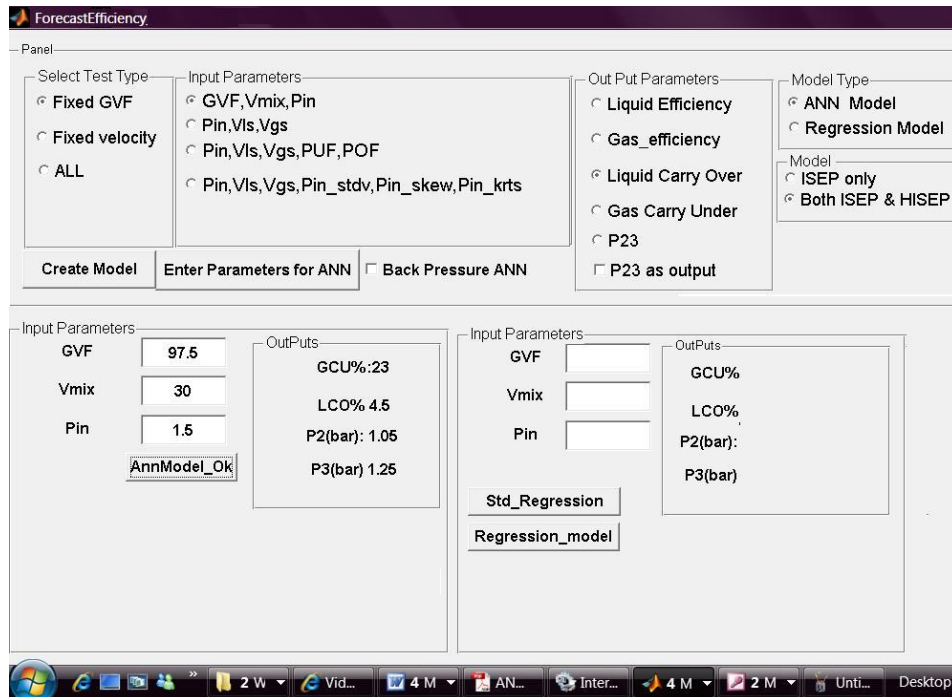 ForecastEfficiency
Panel
Select Test Type
Fixed GVF
Fixed velocity
ALL
Input Parameters
GVF,Vmix,Pin
Pin,Vls,Vgs
Pin,Vls,Vgs,PUF,POF
Pin,Vls,Vgs,Pin_stdv,Pin_skew,Pin_krts
Out Put Parameters
Liquid Efficiency
Gas_efficiency
Liquid Carry Over
Gas Carry Under
P23
P23 as output
Model Type
ANN Model
Regression Model
Model
ISEP only
Both ISEP & HISEP
Create Model
Enter Parameters for ANN
Back Pressure ANN
Input Parameters
GVF 97.5
Vmix 30
Pin 1.5
AnnModel_Ok
OutPuts
GCU%:23
LCO% 4.5
P2(bar): 1.05
P3(bar) 1.25
Input Parameters
GVF
Vmix
Pin
Std_Regression
Regression_model
OutPuts
GCU%
LCO%
P2(bar):
P3(bar)
2 W
Vid...
4 M
AN...
Inter...
4 M
2 M
Unti...
Desktop